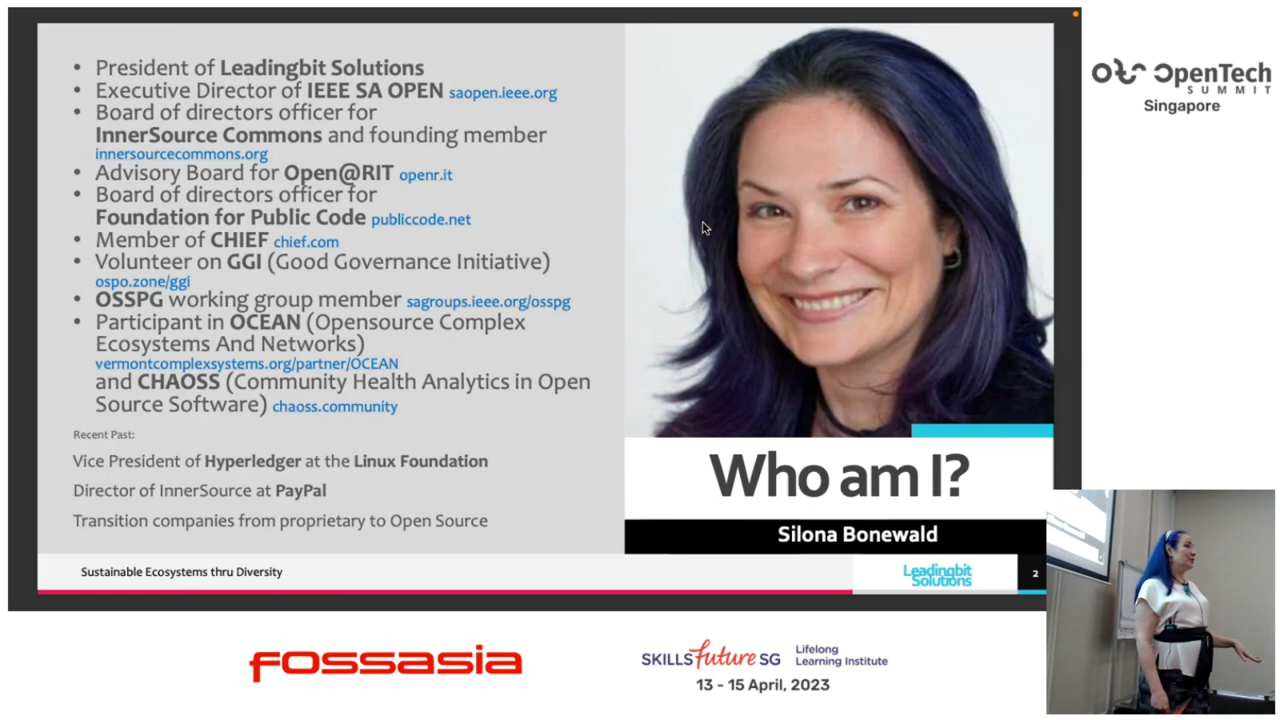 • President of Leadingbit Solutions
• Executive Director of IEEE SA OPEN saopen.ieee.org
• Board of directors officer for
InnerSource Commons and founding member
innersourcecommons.org
• Advisory Board for Open@RIT openr.it
• Board of directors officer for
Foundation for Public Code publiccode.net
• Member of CHIEF chief.com
• Volunteer on GGI (Good Governance Initiative)
ospo.zone/ggi
• OSSPG working group member sagroups.ieee.org/osspg
• Participant in OCEAN (Opensource Complex
Ecosystems And Networks)
vermontcomplexsystems.org/partner/OCEAN
and CHAOSS (Community Health Analytics in Open
Source Software) chaoss.community
Recent Past:
Vice President of Hyperledger at the Linux Foundation
Director of InnerSource at PayPal
Transition companies from proprietary to Open Source
Who am I?
Silona Bonewald
Sustainable Ecosystems thru Diversity
Leadingbit
Solutions
2
OpenTech
SUMMIT
Singapore
fossasia
SKILLS future SG
Lifelong
Learning Institute
13 - 15 April, 2023